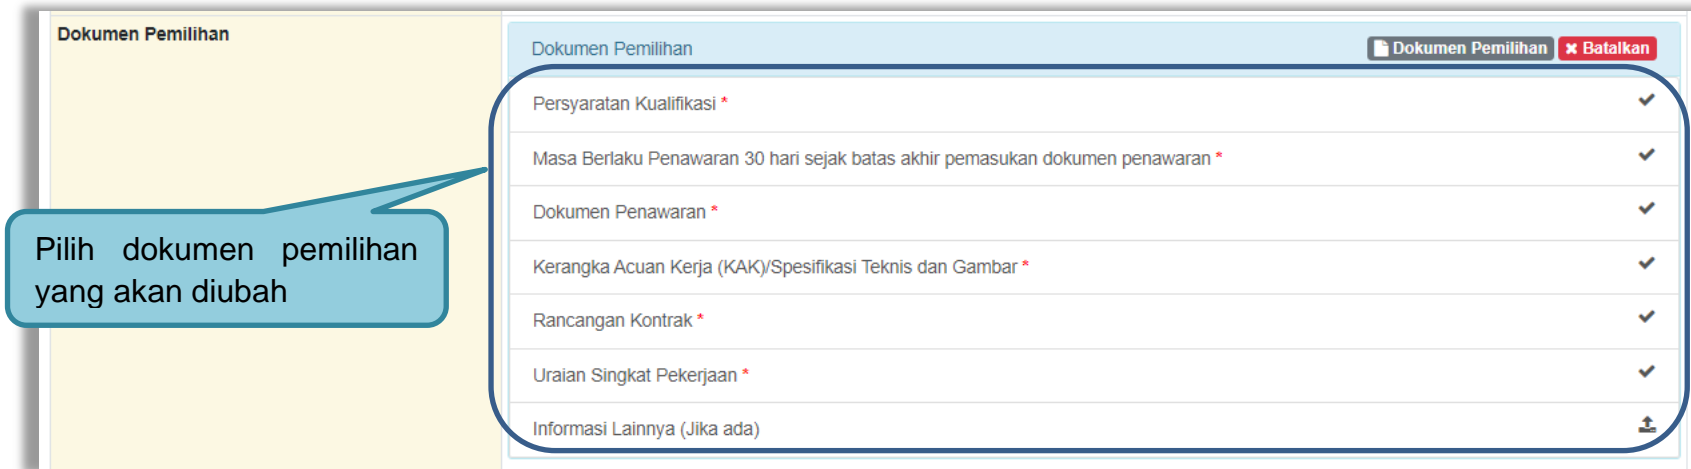 Dokumen Pemilihan
Dokumen Pemilihan
Dokumen Pemilihan
Batalkan
Persyaratan Kualifikasi *
Masa Berlaku Penawaran 30 hari sejak batas akhir pemasukan dokumen penawaran *
Dokumen Penawaran *
Kerangka Acuan Kerja (KAK)/Spesifikasi Teknis dan Gambar *
Rancangan Kontrak *
Uraian Singkat Pekerjaan *
Informasi Lainnya (Jika ada)
Pilih dokumen pemilihan
yang akan diubah